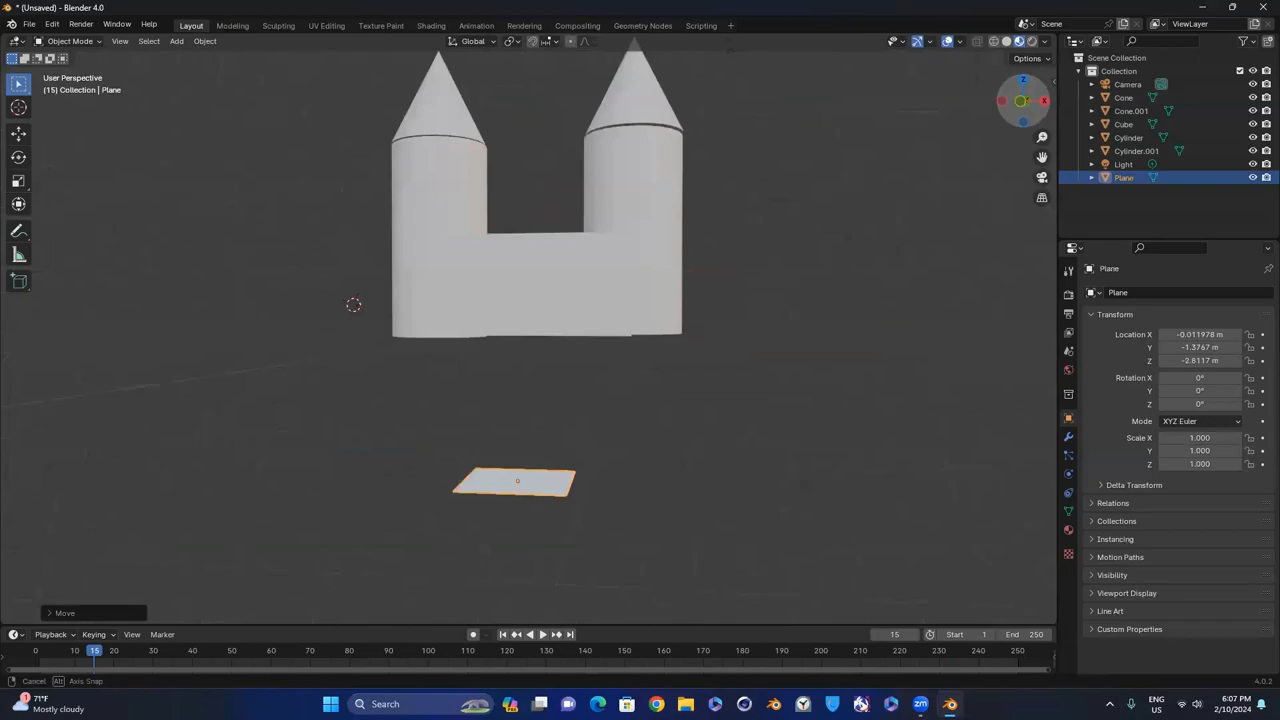 * (Unsaved) - Blender 4.0
File Edit Render Window Help
Layout Modeling Sculpting UV Editing Texture Paint Shading Animation Rendering Compositing Geometry Nodes Scripting +
Scene
ViewLayer
Object Mode View Select Add Object
Global
Options
User Perspective
(15) Collection | Plane
Z
X
Move
Scene Collection
Collection
Camera
Cone
Cone.001
Cube
Cylinder
Cylinder.001
Light
Plane
Plane
Plane
Transform
Location X -0.011978 m
Y -1.3767 m
Z -2.8117 m
Rotation X 0°
Y 0°
Z 0°
Mode XYZ Euler
Scale X 1.000
Y 1.000
Z 1.000
Delta Transform
Relations
Collections
Instancing
Motion Paths
Visibility
Viewport Display
Line Art
Custom Properties
Playback Keying View Marker
15 Start 1 End 250
0 10 15 20 30 40 50 60 70 80 90 100 110 120 130 140 150 160 170 180 190 200 210 220 230 240 250
Cancel Alt Axis Snap
4.0.2
71°F
Mostly cloudy
1
Search
PRE
zm
ENG
US
6:07 PM
2/10/2024